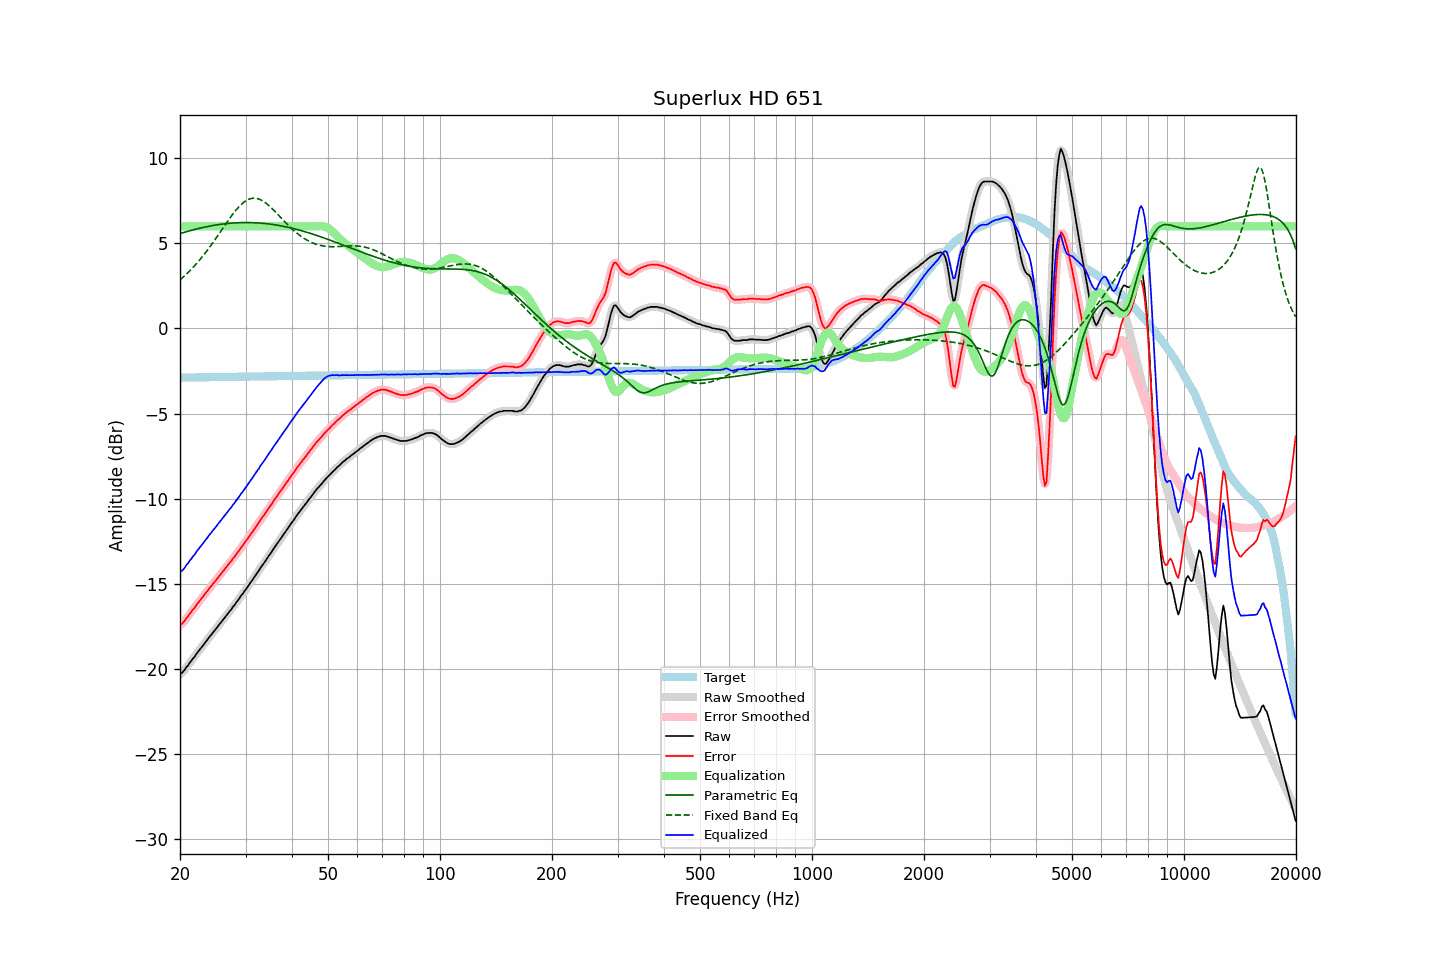 Superlux HD 651
Amplitude (dBr)
10
5
0
−5
−10
−15
−20
−25
−30
Target
Raw Smoothed
Error Smoothed
Raw
Error
Equalization
Parametric Eq
Fixed Band Eq
Equalized
20 50 100 200 500 1000 2000 5000 10000 20000
Frequency (Hz)